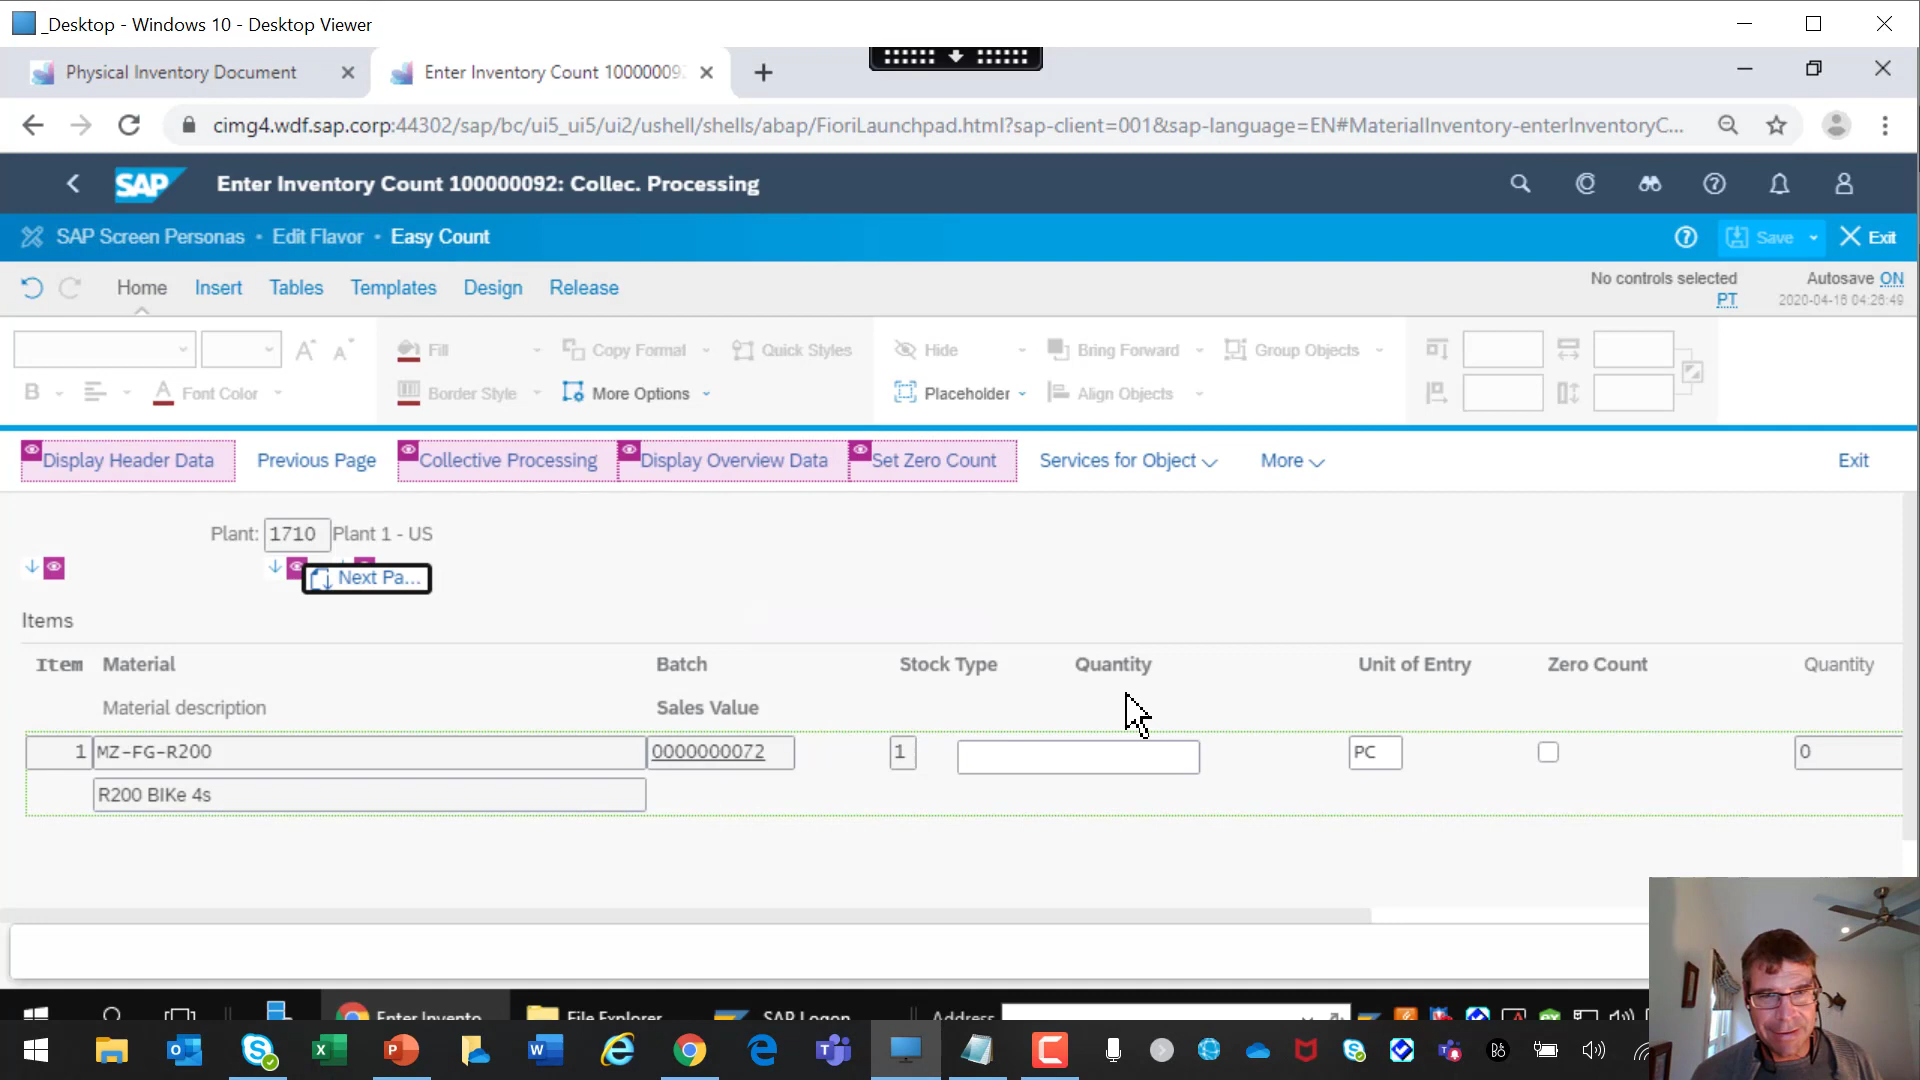 _Desktop - Windows 10 - Desktop Viewer
Physical Inventory Document
Enter Inventory Count 100000092
cimg4.wdf.sap.corp:44302/sap/bc/ui5_ui5/ui2/ushell/shells/abap/FioriLaunchpad.html?sap-client=001&sap-language=EN#MaterialInventory-enterInventoryC...
SAP Enter Inventory Count 100000092: Collec. Processing
SAP Screen Personas • Edit Flavor • Easy Count Save Exit
Home Insert Tables Templates Design Release
No controls selected
PT
Autosave ON
2020-04-16 04:26:49
Fill Copy Format Quick Styles Hide Bring Forward Group Objects
B Font Color Border Style More Options Placeholder Align Objects
Display Header Data Previous Page Collective Processing Display Overview Data Set Zero Count Services for Object More Exit
Plant: 1710 Plant 1 - US
Next Pa...
Items
Item Material Batch Stock Type Quantity Unit of Entry Zero Count Quantity
Material description Sales Value
1 MZ-FG-R200 0000000072 1 PC 0
R200 BIKe 4s
Enter Invento File Explorer SAP Logon Address